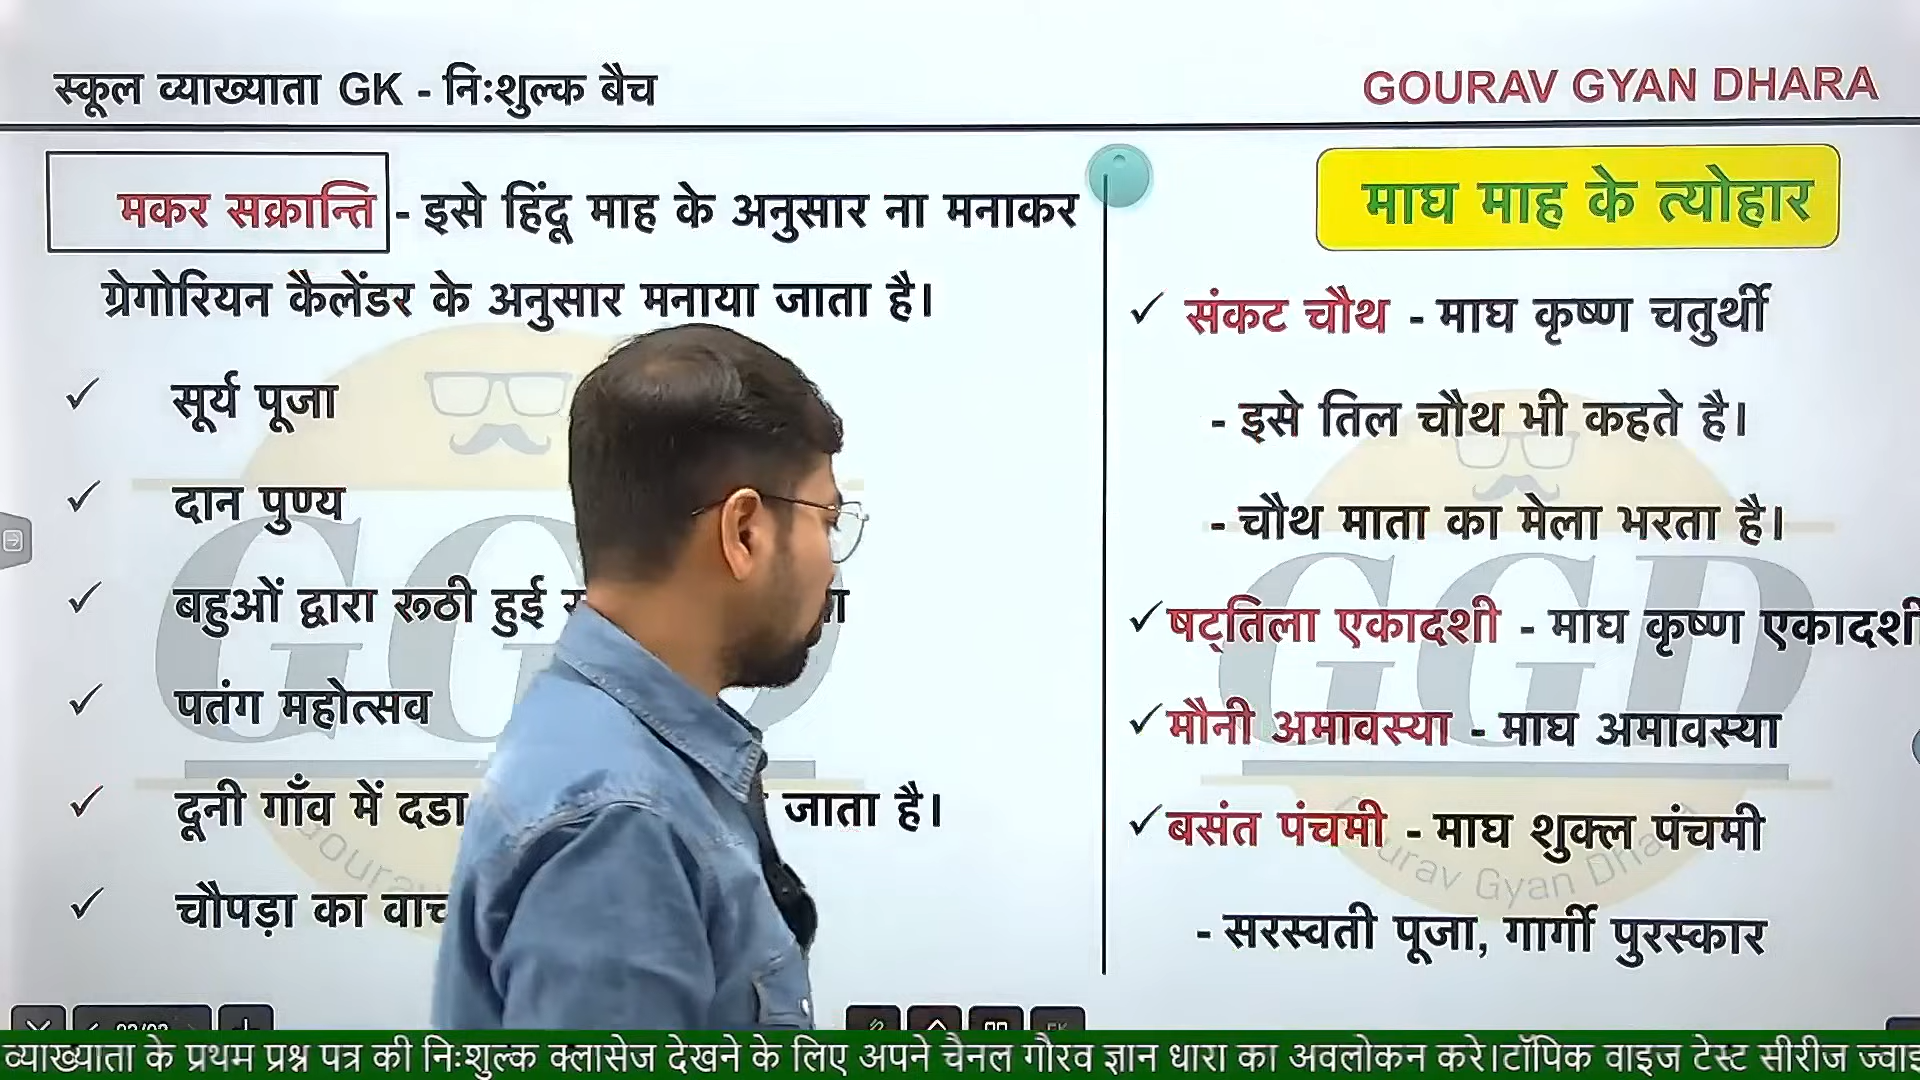 स्कूल व्याख्याता GK - निःशुल्क बैच
GOURAV GYAN DHARA
मकर सक्रान्ति - इसे हिंदू माह के अनुसार ना मनाकर
ग्रेगोरियन कैलेंडर के अनुसार मनाया जाता है।
✓ सूर्य पूजा
✓ दान पुण्य
✓ बहुओं द्वारा रूठी हुई
✓ पतंग महोत्सव
✓ दूनी गाँव में दडा जाता है।
✓ चौपड़ा का
माघ माह के त्योहार
✓ संकट चौथ - माघ कृष्ण चतुर्थी
- इसे तिल चौथ भी कहते है।
- चौथ माता का मेला भरता है।
✓ षट्तिला एकादशी - माघ कृष्ण एकादशी
✓ मौनी अमावस्या - माघ अमावस्या
✓ बसंत पंचमी - माघ शुक्ल पंचमी
- सरस्वती पूजा, गार्गी पुरस्कार
GGD
व्याख्याता के प्रथम प्रश्न पत्र की निःशुल्क क्लासेज देखने के लिए अपने चैनल गौरव ज्ञान धारा का अवलोकन करे।टॉपिक वाइज टेस्ट सीरीज